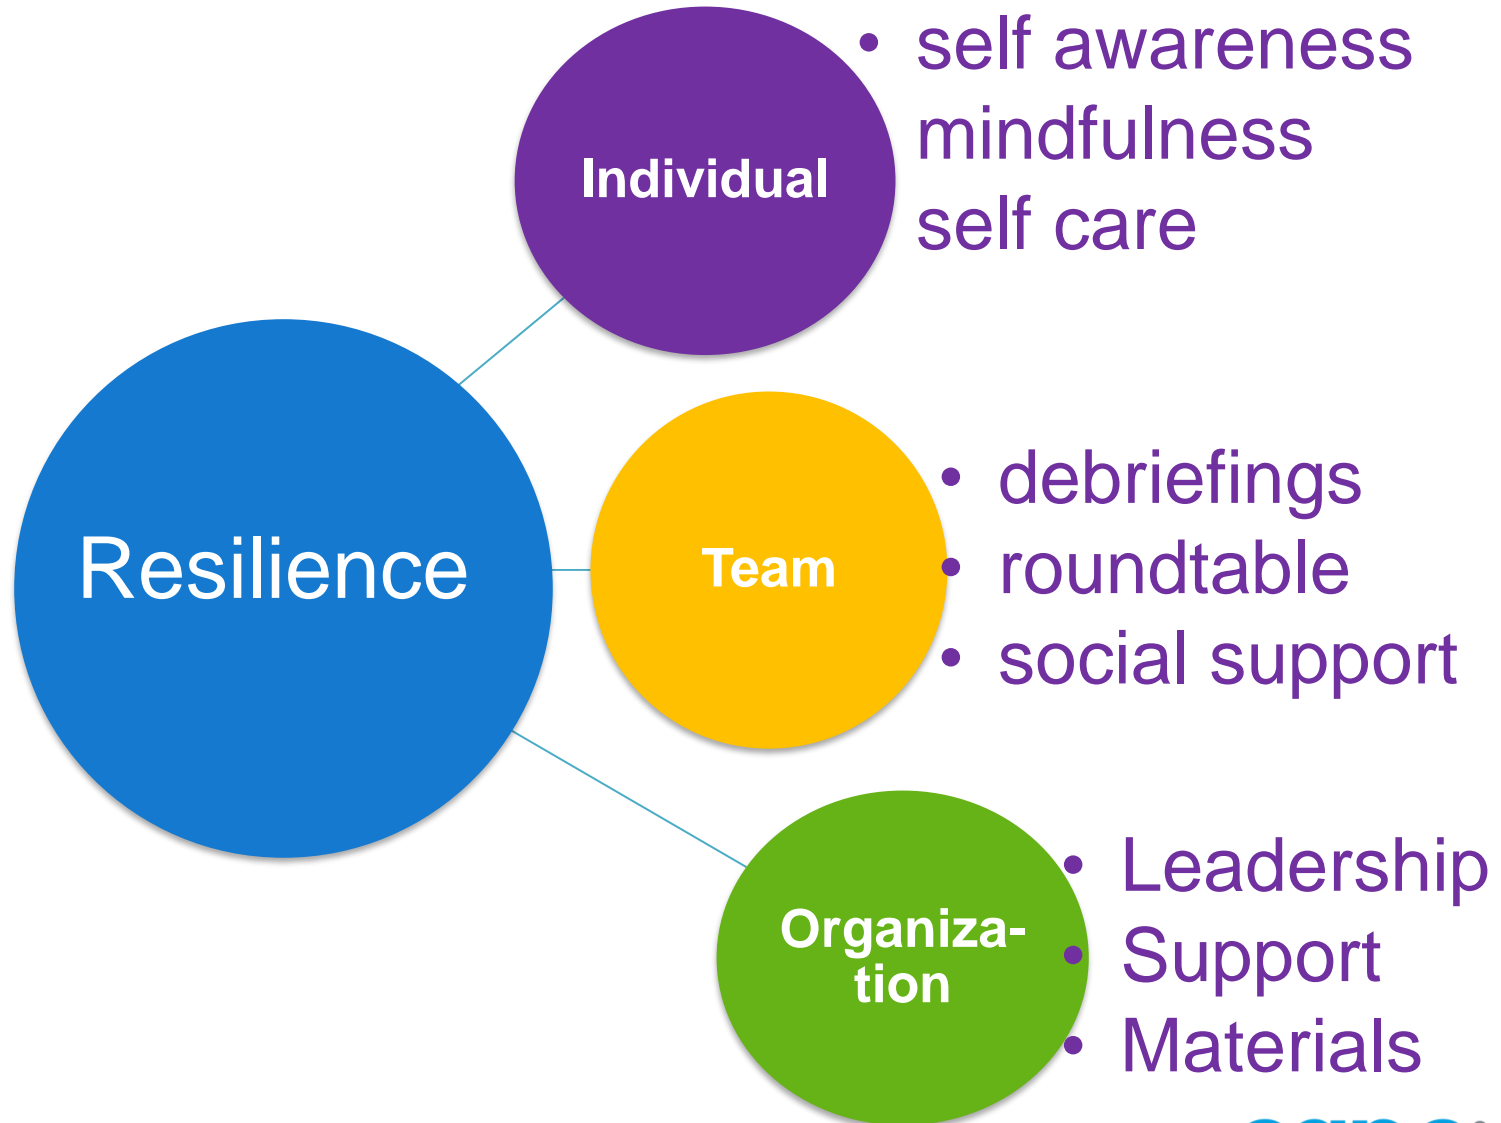 • self awareness
mindfulness
self care
Individual
Resilience
Team
• debriefings
• roundtable
• social support
Organiza-
tion
• Leadership
• Support
• Materials